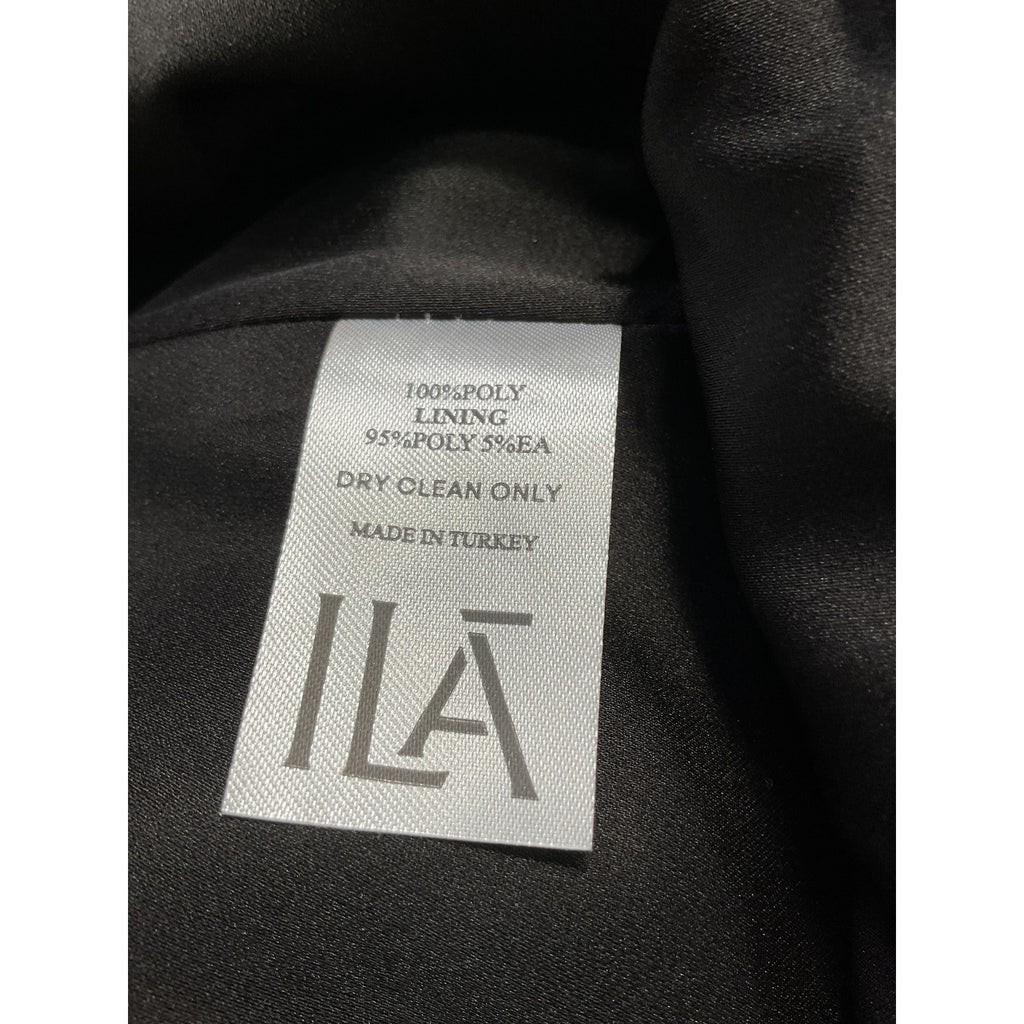 100%POLY
LINING
95%POLY 5%EA
DRY CLEAN ONLY
MADE IN TURKEY
ILĀ